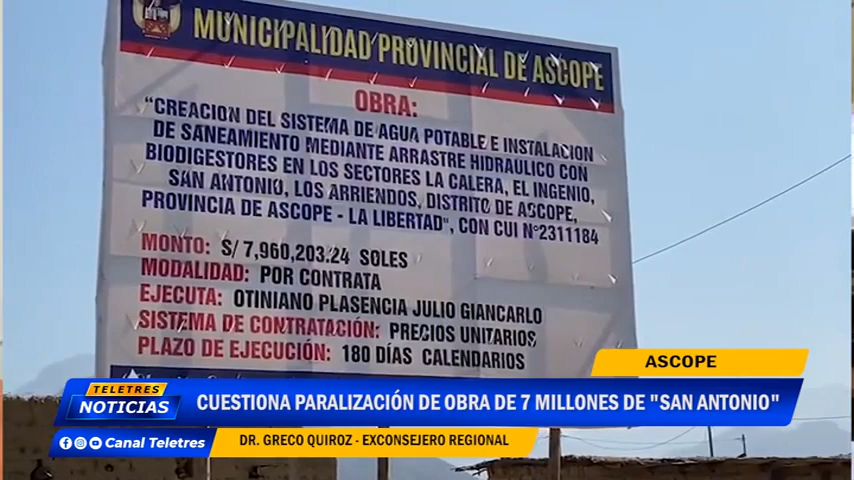 MUNICIPALIDAD PROVINCIAL DE ASCOPE
OBRA:
"CREACION DEL SISTEMA DE AGUA POTABLE E INSTALACION
DE SANEAMIENTO MEDIANTE ARRASTRE HIDRAULICO CON
BIODIGESTORES EN LOS SECTORES LA CALERA, EL INGENIO,
SAN ANTONIO, LOS ARRIENDOS, DISTRITO DE ASCOPE,
PROVINCIA DE ASCOPE - LA LIBERTAD", CON CUI N°2311184
MONTO: S/ 7,960,203.24 SOLES
MODALIDAD: POR CONTRATA
EJECUTA: OTINIANO PLASENCIA JULIO GIANCARLO
SISTEMA DE CONTRATACIÓN: PRECIOS UNITARIOS
PLAZO DE EJECUCIÓN: 180 DÍAS CALENDARIOS
ASCOPE
TELETRES
NOTICIAS
CUESTIONA PARALIZACIÓN DE OBRA DE 7 MILLONES DE "SAN ANTONIO"
Canal Teletres
DR. GRECO QUIROZ - EXCONSEJERO REGIONAL